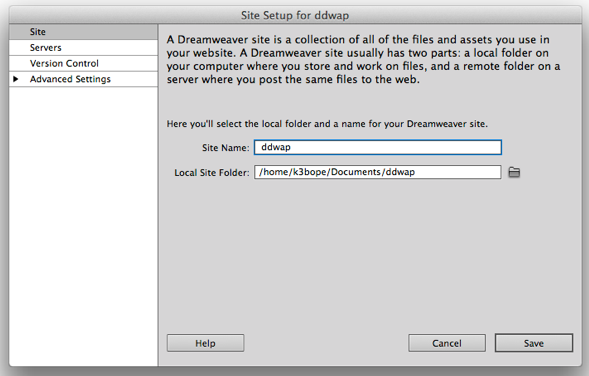 Site Setup for ddwap
Site
Servers
Version Control
Advanced Settings
A Dreamweaver site is a collection of all of the files and assets you use in
your website. A Dreamweaver site usually has two parts: a local folder on
your computer where you store and work on files, and a remote folder on a
server where you post the same files to the web.
Here you'll select the local folder and a name for your Dreamweaver site.
Site Name: ddwap
Local Site Folder: /home/k3bope/Documents/ddwap
Help Cancel Save